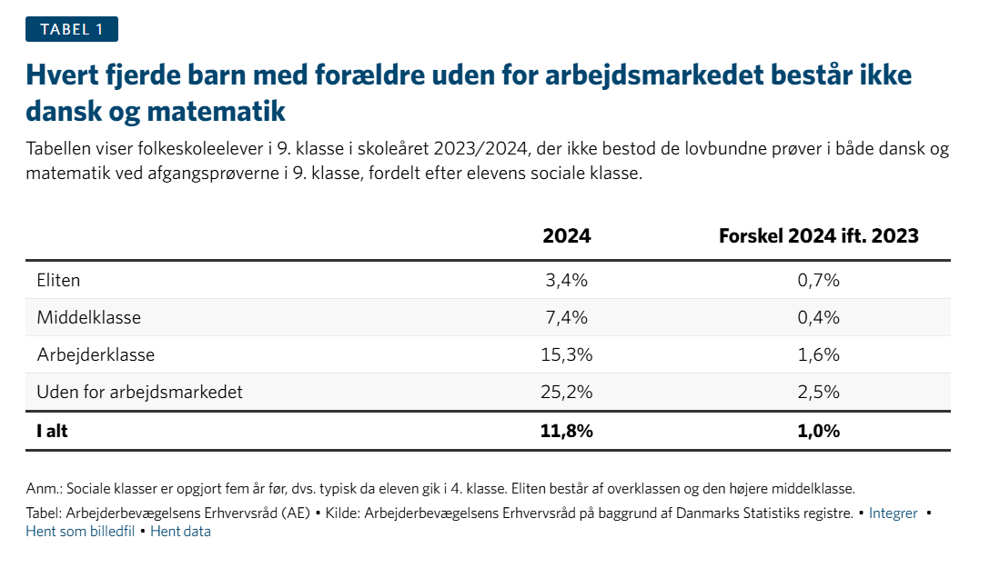 TABEL 1
Hvert fjerde barn med forældre uden for arbejdsmarkedet består ikke
dansk og matematik
Tabellen viser folkeskoleelever i 9. klasse i skoleåret 2023/2024, der ikke bestod de lovbundne prøver i både dansk og
matematik ved afgangsprøverne i 9. klasse, fordelt efter elevens sociale klasse.
2024 Forskel 2024 ift. 2023
Eliten 3,4% 0,7%
Middelklasse 7,4% 0,4%
Arbejderklasse 15,3% 1,6%
Uden for arbejdsmarkedet 25,2% 2,5%
I alt 11,8% 1,0%
Anm.: Sociale klasser er opgjort fem år før, dvs. typisk da eleven gik i 4. klasse. Eliten består af overklassen og den højere middelklasse.
Tabel: Arbejderbevægelsens Erhvervsråd (AE) • Kilde: Arbejderbevægelsens Erhvervsråd på baggrund af Danmarks Statistiks registre. • Integrer •
Hent som billedfil • Hent data